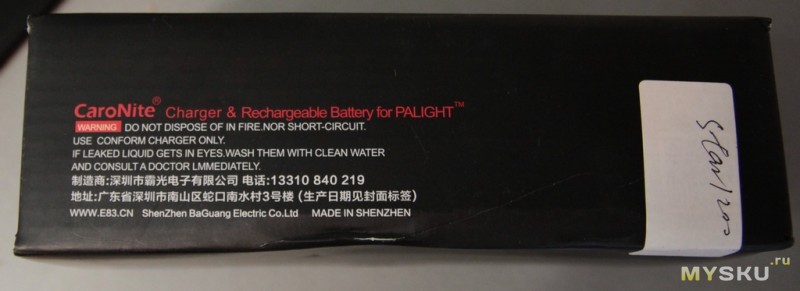 CaroNite® Charger & Rechargeable Battery for PALIGHT™
WARNING DO NOT DISPOSE OF IN FIRE.NOR SHORT-CIRCUIT.
USE CONFORM CHARGER ONLY.
IF LEAKED LIQUID GETS IN EYES.WASH THEM WITH CLEAN WATER
AND CONSULT A DOCTOR LMMEDIATELY.
制造商:深圳市霸光电子有限公司 电话:13310 840 219
地址:广东省深圳市南山区蛇口南水村3号楼 (生产日期见封面标签)
WWW.E83.CN ShenZhen BaGuang Electric Co.Ltd MADE IN SHENZHEN
MYSKU.ru